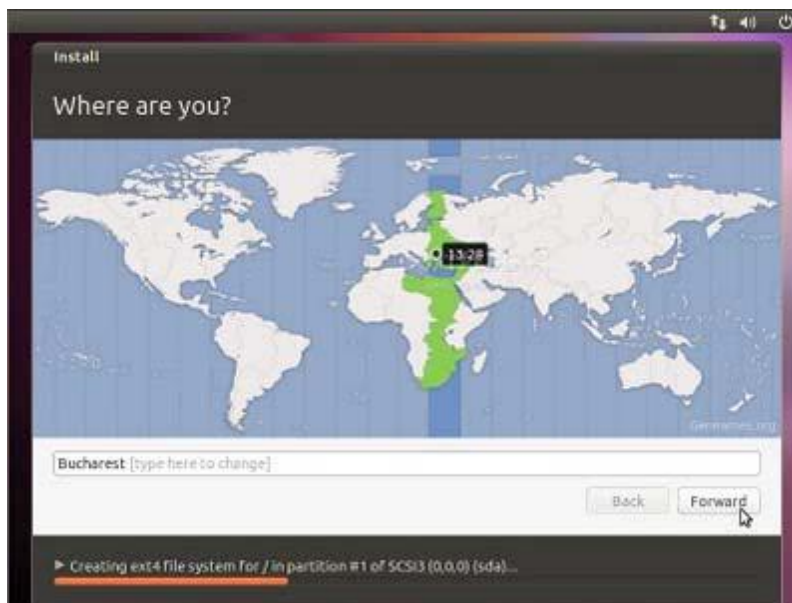 Install
Where are you?
13:28
Geonames.org
Bucharest [type here to change]
Back Forward
Creating ext4 file system for / in partition #1 of SCSI3 (0,0,0) (sda)...